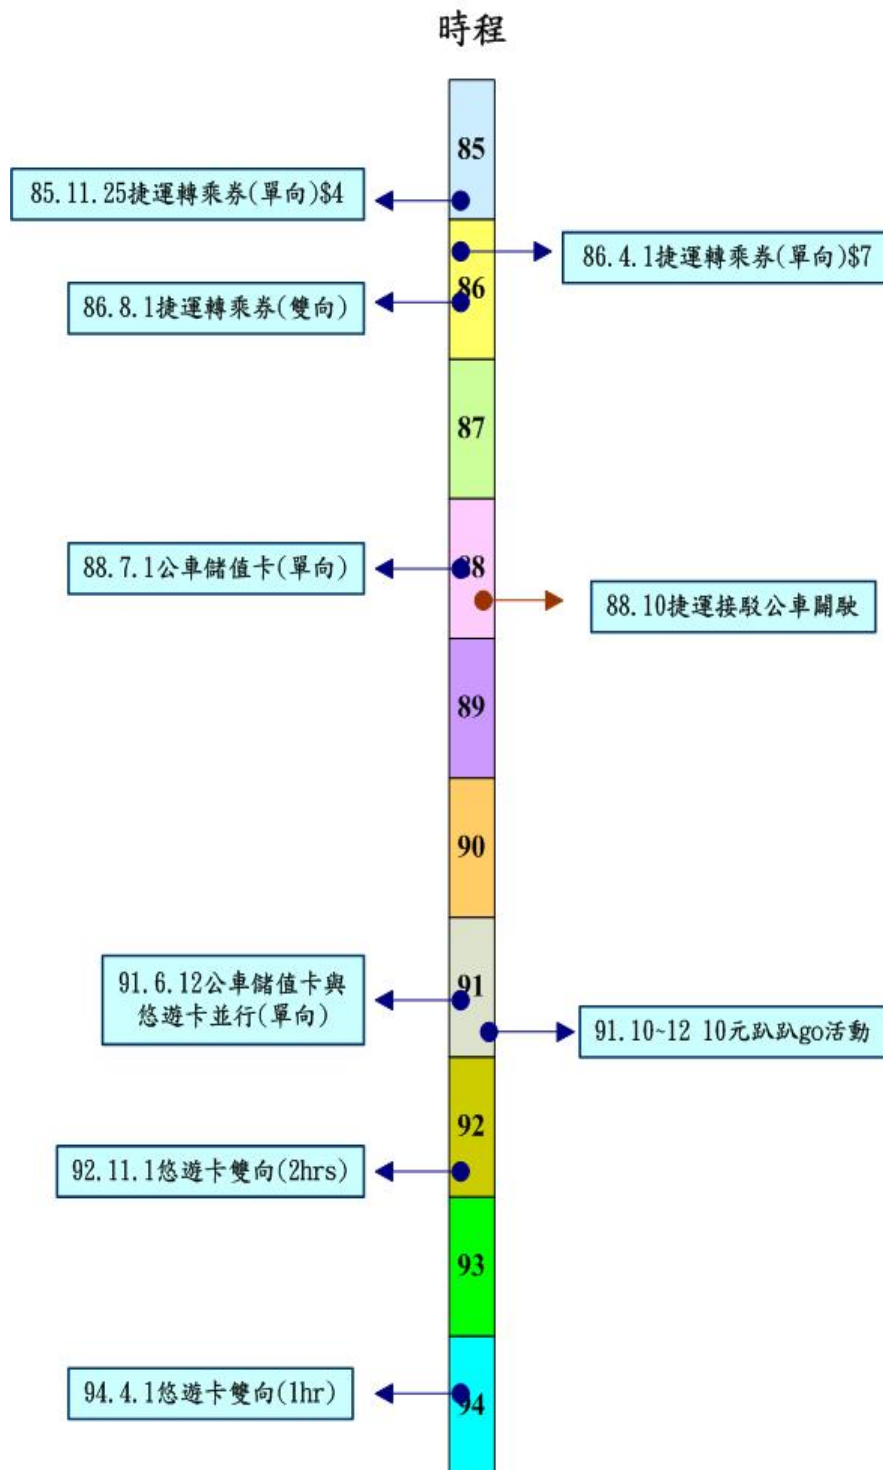 時程
85
85.11.25捷運轉乘券(單向)$4
86.4.1捷運轉乘券(單向)$7
86
86.8.1捷運轉乘券(雙向)
87
88.7.1公車儲值卡(單向)
88
88.10捷運接駁公車開駛
89
90
91.6.12公車儲值卡與
悠遊卡並行(單向)
91
91.10~12 10元趴趴go活動
92
92.11.1悠遊卡雙向(2hrs)
93
94.4.1悠遊卡雙向(1hr)
94